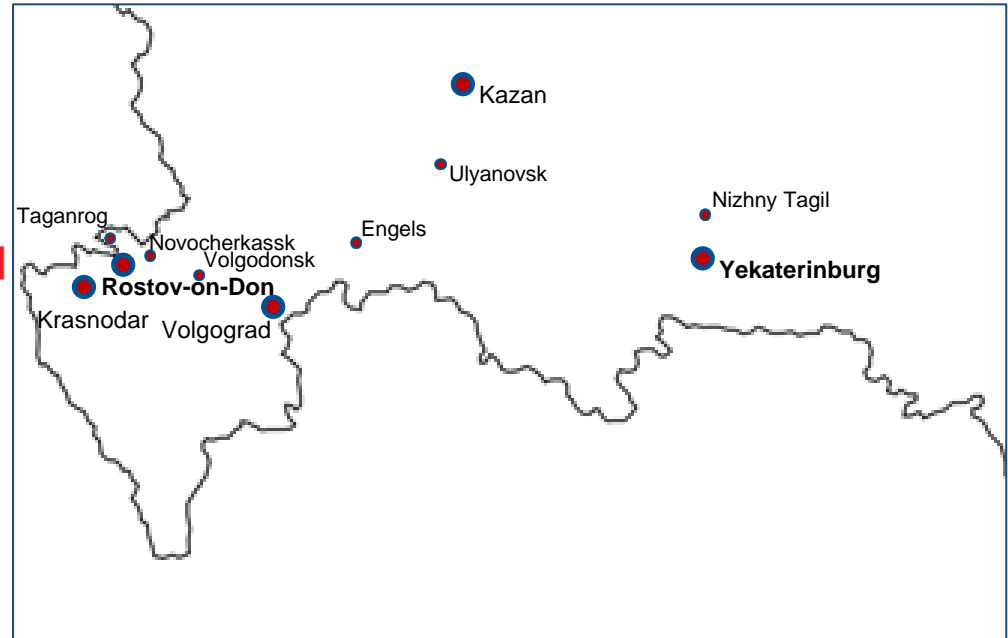 Kazan
Ulyanovsk
Nizhny Tagil
Taganrog
Engels
Novocherkassk
Volgodonsk
Yekaterinburg
Rostov-on-Don
Krasnodar
Volgograd